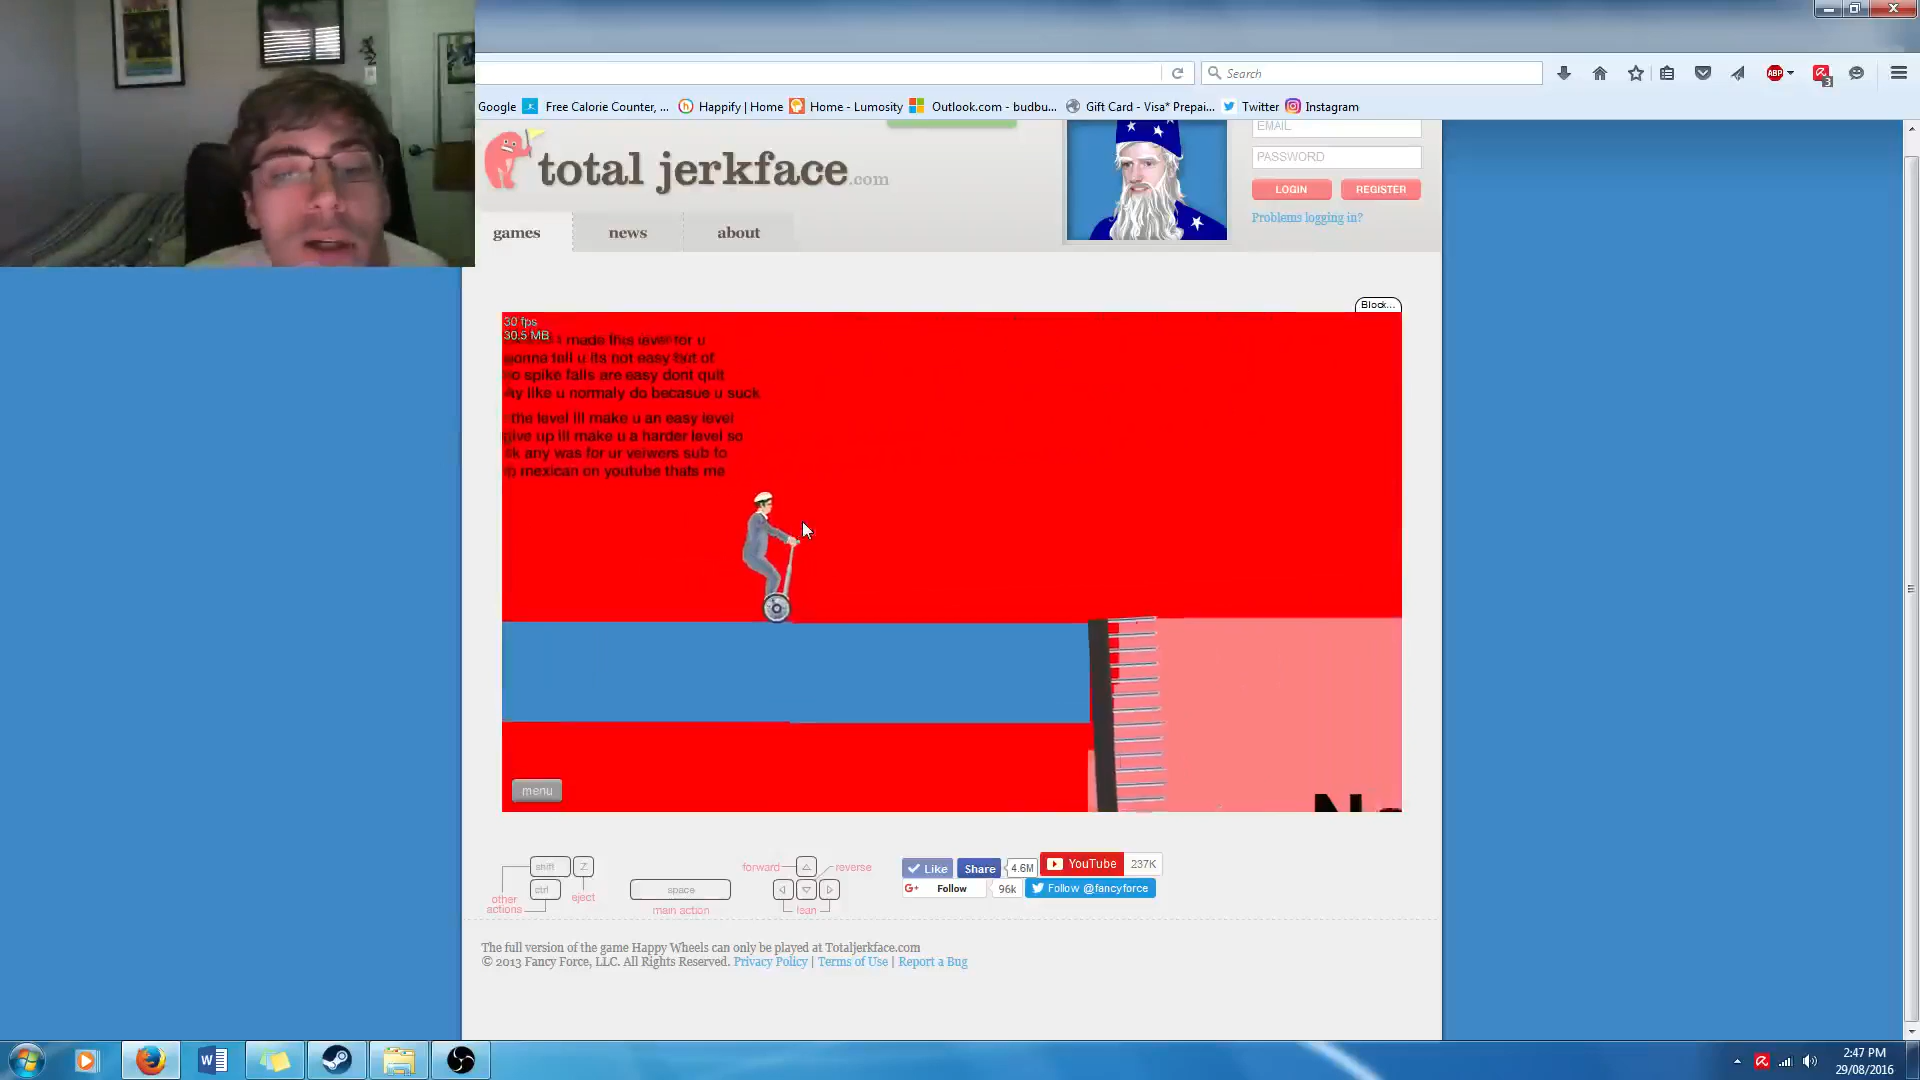 Search
ABP
3
Google
Free Calorie Counter, ...
Happify | Home
Home - Lumosity
Outlook.com - budbu...
Gift Card - Visa* Prepai...
Twitter
Instagram
total jerkface.com
EMAIL
PASSWORD
LOGIN
REGISTER
Problems logging in?
games
news
about
Block...
30 fps
30.5 MB
made this level for u
gonna tell u its not easy but of
spike falls are easy dont quit
like u normaly do becasue u suck
the level ill make u an easy level
give up ill make u a harder level so
any was for ur veiwers sub to
mexican on youtube thats me
menu
shift
Z
ctrl
other actions
eject
space
main action
forward
reverse
lean
Like
Share
4.6M
YouTube
237K
G+ Follow
96k
Follow @fancyforce
The full version of the game Happy Wheels can only be played at Totaljerkface.com
© 2013 Fancy Force, LLC. All Rights Reserved. Privacy Policy | Terms of Use | Report a Bug
2:47 PM
29/08/2016